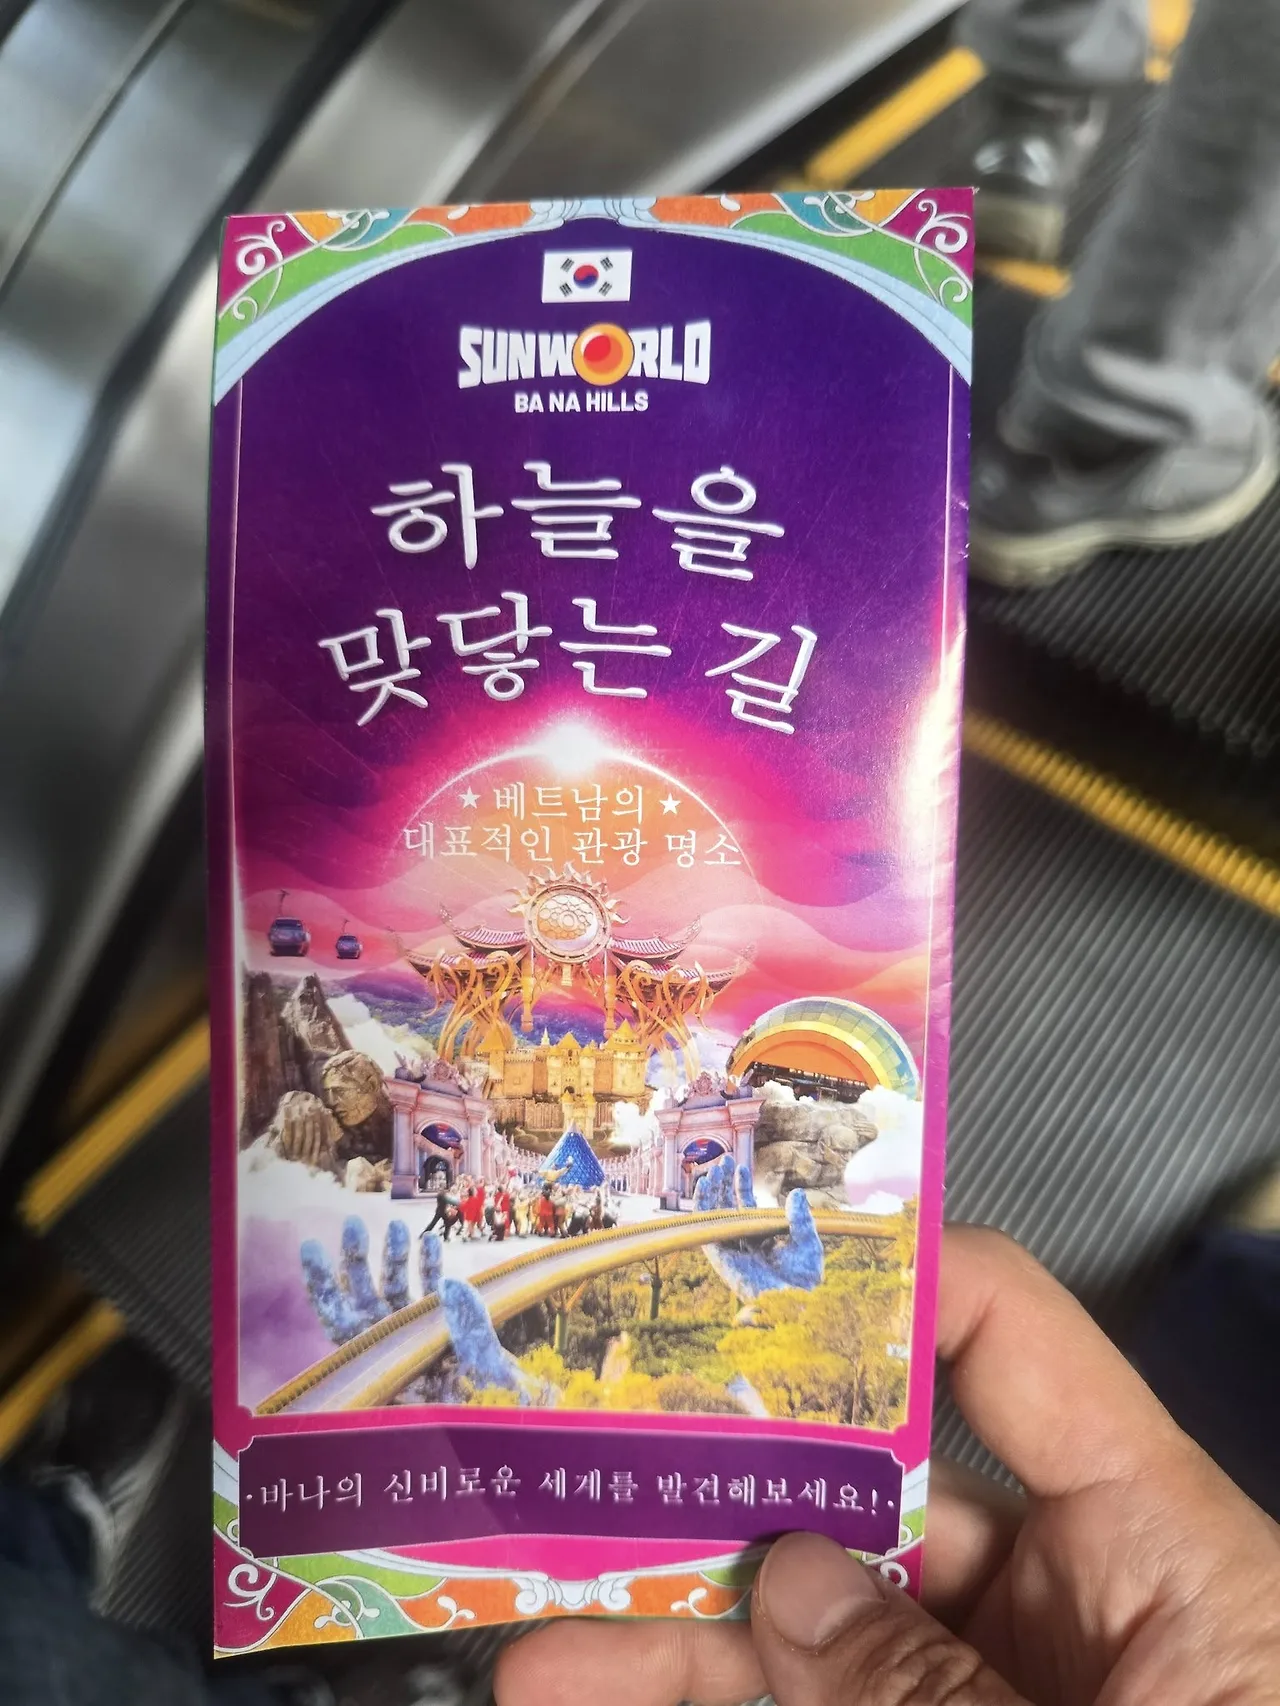 SUNWORLD
BA NA HILLS
하늘을
맞닿는 길
★ 베트남의 ★
대표적인 관광 명소
·바나의 신비로운 세계를 발견해보세요!·